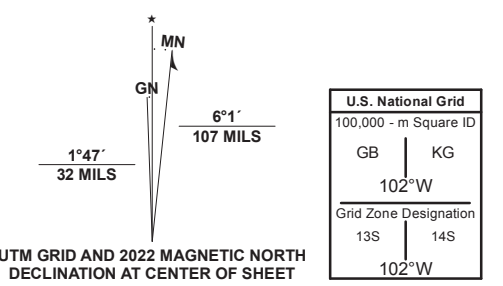 ★
MN
GN
6°1´
107 MILS
1°47´
32 MILS
UTM GRID AND 2022 MAGNETIC NORTH
DECLINATION AT CENTER OF SHEET
U.S. National Grid
100,000 - m Square ID
GB KG
102°W
Grid Zone Designation
13S 14S
102°W